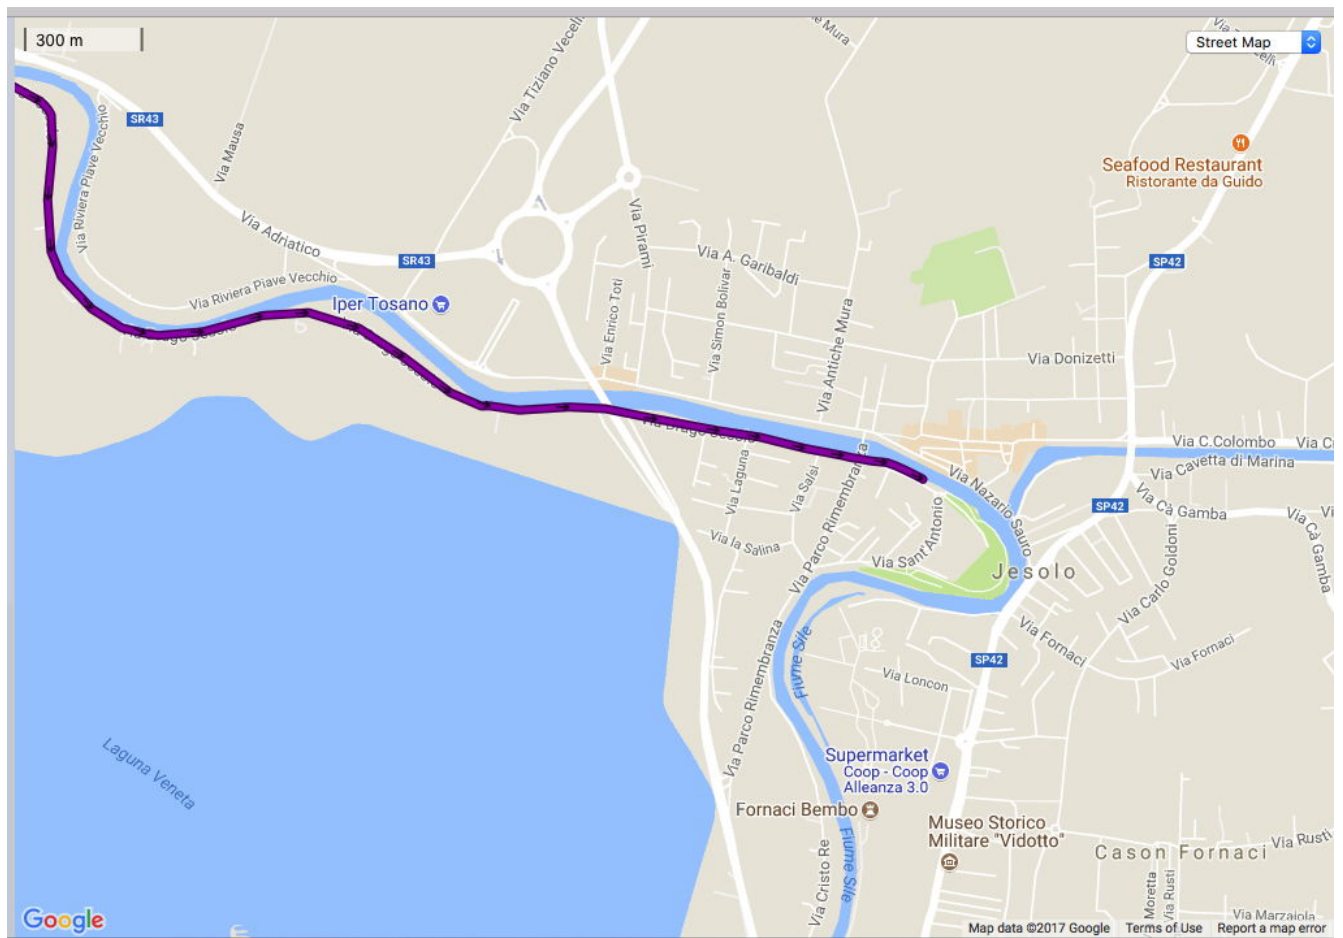 300 m
Street Map
Mura
Via Tiziano Vecelli
SR43
Via Mausa
Via Riviera Piave Vecchio
Via Adriatico
SR43
Via Riviera Piave Vecchio
Iper Tosano
Via Pirami
Via A. Garibaldi
Via Enrico Toti
Via Simon Bolivar
Via Antiche Mura
Seafood Restaurant
Ristorante da Guido
SP42
Via Donizetti
Via Drago Jesolo
Via C.Colombo
Via Cavetta di Marina
Via Nazario Sauro
Via Laguna
Via Salsi
Via Parco Rimembranza
Via la Salina
Via Sant'Antonio
SP42
Via Cà Gamba
Via Cà Gamba
Via Carlo Goldoni
Jesolo
Via Fornaci
Via Fornaci
SP42
Fiume Sile
Via Loncon
Via Parco Rimembranza
Laguna Veneta
Supermarket
Coop - Coop
Alleanza 3.0
Fornaci Bembo
Museo Storico
Militare "Vidotto"
Fiume Sile
Via Cristo Re
Cason Fornaci
Via Rusti
Moretta
Via Rusti
Via Marzaiola
Google
Map data ©2017 Google
Terms of Use
Report a map error